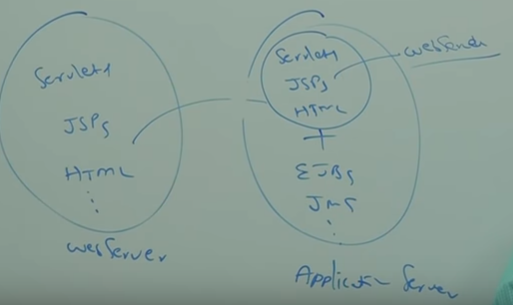 Servlets
JSPs
HTML
⋮
WebServer
Servlets
JSPs
HTML
+
EJBs
JMS
⋮
WebServer
Application Server